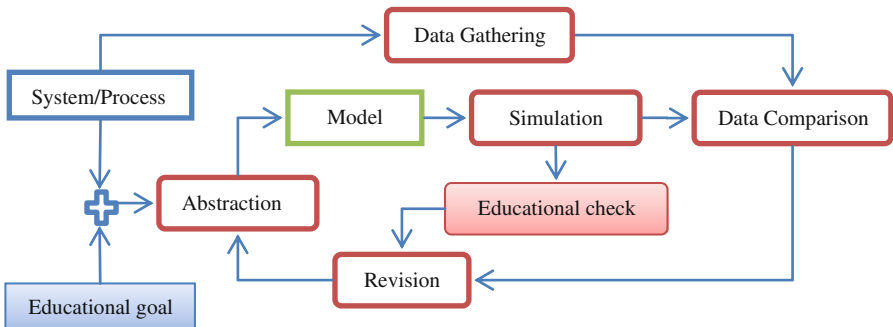 Data Gathering
System/Process
Model
Simulation
Data Comparison
Abstraction
Educational check
Revision
Educational goal